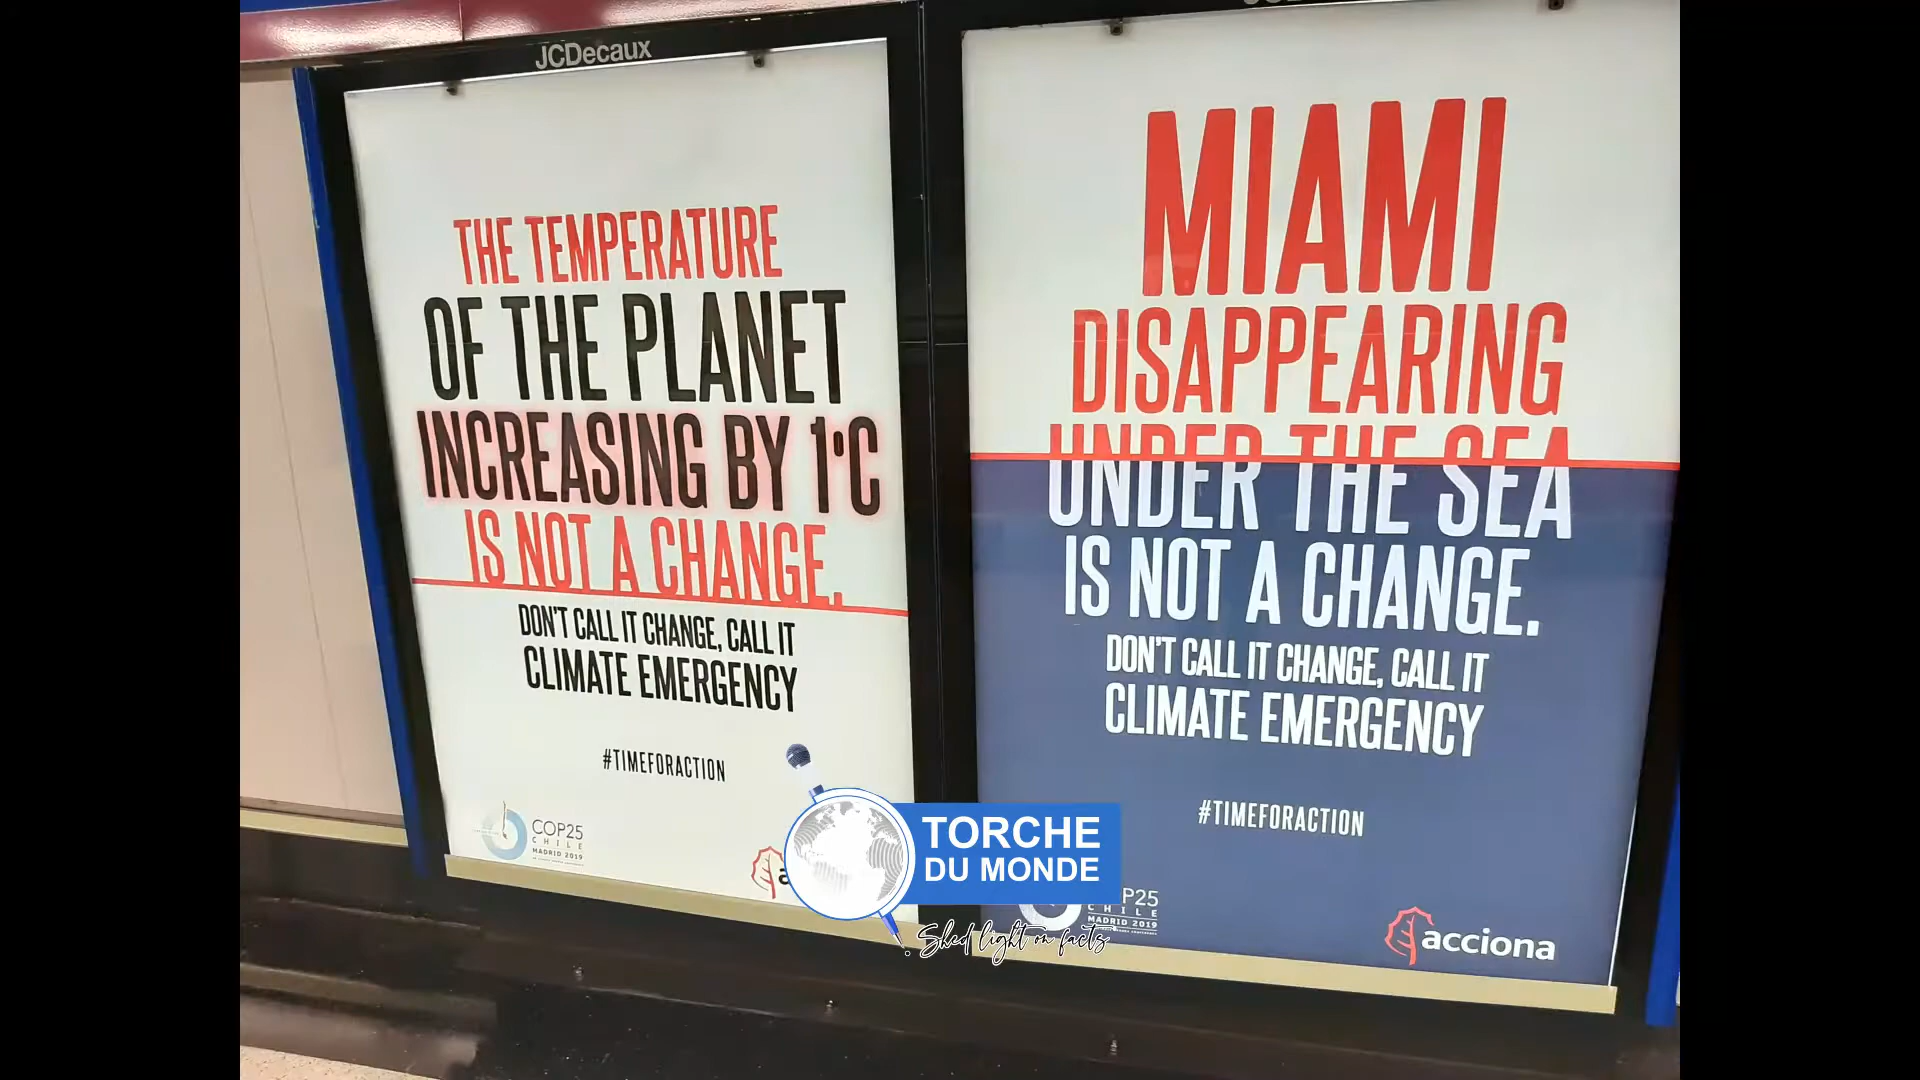 JCDecaux
THE TEMPERATURE
OF THE PLANET
INCREASING BY 1ºC
IS NOT A CHANGE.
DON'T CALL IT CHANGE, CALL IT
CLIMATE EMERGENCY
#TIMEFORACTION
COP25
CHILE
MADRID 2019
MIAMI
DISAPPEARING
UNDER THE SEA
IS NOT A CHANGE.
DON'T CALL IT CHANGE, CALL IT
CLIMATE EMERGENCY
#TIMEFORACTION
P25
CHILE
MADRID 2019
acciona
TORCHE
DU MONDE
Shed light on facts